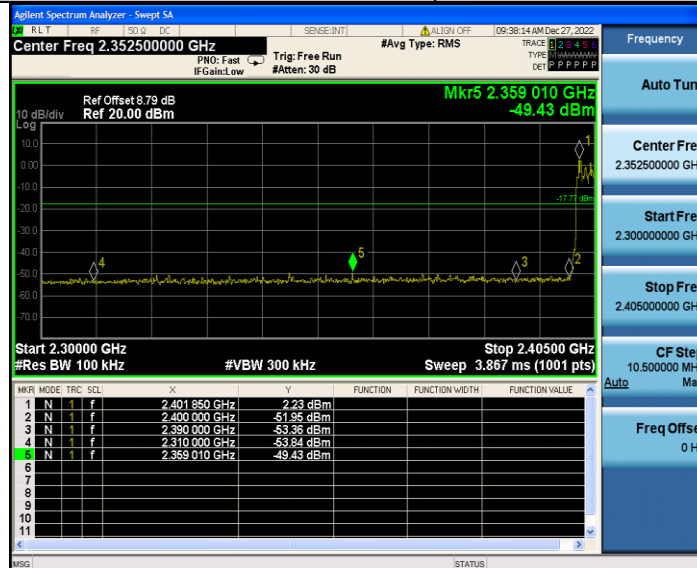 Agilent Spectrum Analyzer - Swept SA
R L T RF 50 Ω DC SENSE:INT ALIGN OFF 09:38:14 AM Dec 27, 2022
Center Freq 2.352500000 GHz
PNO: Fast
IFGain:Low
Trig: Free Run
#Atten: 30 dB
#Avg Type: RMS
TRACE 1 2 3 4 5 6
TYPE M
DET P P P P P P
Frequency
Ref Offset 8.79 dB
Ref 20.00 dBm
10 dB/div
Log
Mkr5 2.359 010 GHz
-49.43 dBm
10.0
0.00
-10.0
-20.0
-30.0
-40.0
-50.0
-60.0
-70.0
-17.77 dBm
1
2
3
4
5
Start 2.30000 GHz
Stop 2.40500 GHz
#Res BW 100 kHz
#VBW 300 kHz
Sweep 3.867 ms (1001 pts)
MKR MODE TRC SCL X Y FUNCTION FUNCTION WIDTH FUNCTION VALUE
1 N 1 f 2.401 850 GHz 2.23 dBm
2 N 1 f 2.400 000 GHz -51.95 dBm
3 N 1 f 2.390 000 GHz -53.36 dBm
4 N 1 f 2.310 000 GHz -53.84 dBm
5 N 1 f 2.359 010 GHz -49.43 dBm
6
7
8
9
10
11
MSG
STATUS
Auto Tun
Center Fre
2.352500000 GH
Start Fre
2.300000000 GH
Stop Fre
2.405000000 GH
CF Ste
10.500000 MH
Auto Ma
Freq Offse
0 H